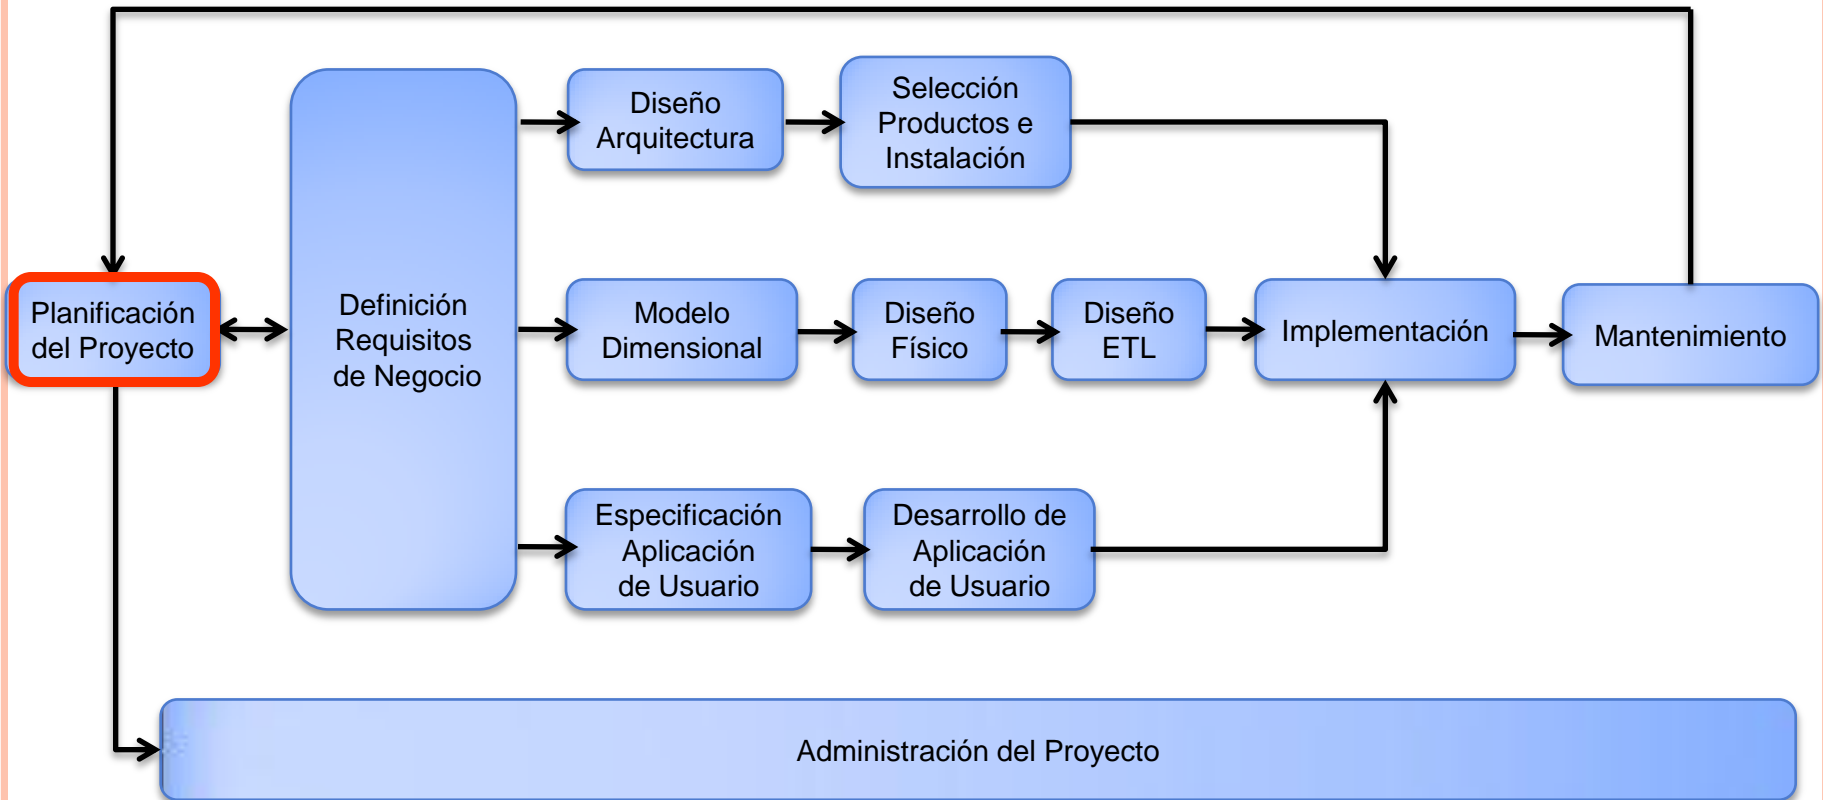 Diseño
Arquitectura
Selección
Productos e
Instalación
Planificación
del Proyecto
Definición
Requisitos
de Negocio
Modelo
Dimensional
Diseño
Físico
Diseño
ETL
Implementación
Mantenimiento
Especificación
Aplicación
de Usuario
Desarrollo de
Aplicación
de Usuario
Administración del Proyecto